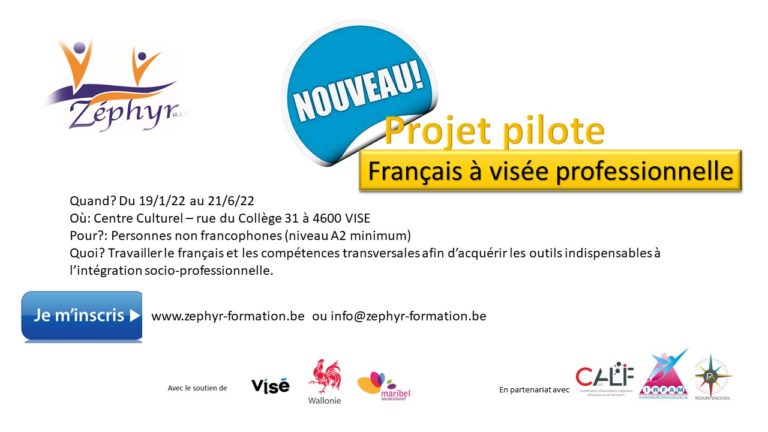 Zéphyr a.s.b.l
NOUVEAU!
Projet pilote
Français à visée professionnelle
Quand? Du 19/1/22 au 21/6/22
Où: Centre Culturel – rue du Collège 31 à 4600 VISE
Pour?: Personnes non francophones (niveau A2 minimum)
Quoi? Travailler le français et les compétences transversales afin d’acquérir les outils indispensables à
l’intégration socio-professionnelle.
Je m’inscris
www.zephyr-formation.be ou info@zephyr-formation.be
Avec le soutien de
Visé
Wallonie
maribel
socioculturel
En partenariat avec
CALIF
IRFAM
HARMONIQUES
P